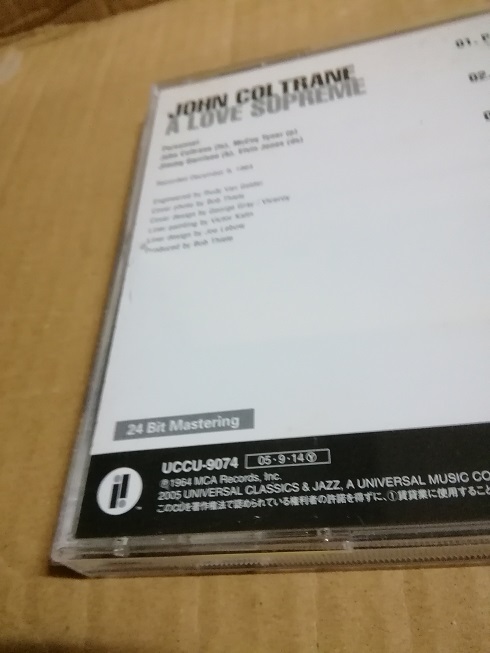 JOHN COLTRANE
A LOVE SUPREME
Personnel:
John Coltrane (ts), McCoy Tyner (p)
Jimmy Garrison (b), Elvin Jones (ds)
Recorded December 9, 1964
Engineered by Rudy Van Gelder
Cover photo by Bob Thiele
Cover design by George Gray - Viceroy
Liner painting by Victor Kalin
Liner design by Joe Lebow
Produced by Bob Thiele
01. P
02.
0
24 Bit Mastering
UCCU-9074 05・9・14Ⓨ
℗1964 MCA Records, Inc.
2005 UNIVERSAL CLASSICS & JAZZ, A UNIVERSAL MUSIC CO
このCDを著作権法で認められている権利者の許諾を得ずに、①賃貸業に使用すること